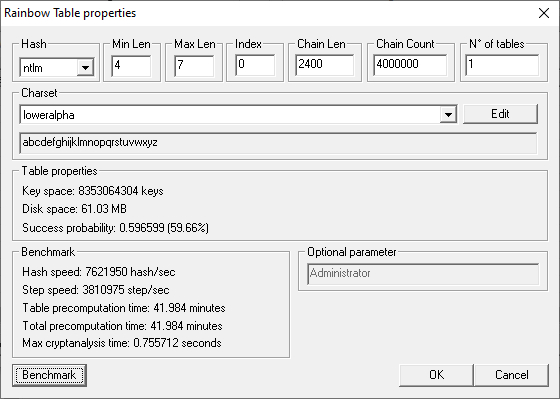 Rainbow Table properties
Hash Min Len Max Len Index Chain Len Chain Count N° of tables
ntlm 4 7 0 2400 4000000 1
Charset
loweralpha Edit
abcdefghijklmnopqrstuvwxyz
Table properties
Key space: 8353064304 keys
Disk space: 61.03 MB
Success probability: 0.596599 (59.66%)
Benchmark
Hash speed: 7621950 hash/sec
Step speed: 3810975 step/sec
Table precomputation time: 41.984 minutes
Total precomputation time: 41.984 minutes
Max cryptanalysis time: 0.755712 seconds
Optional parameter
Administrator
Benchmark OK Cancel